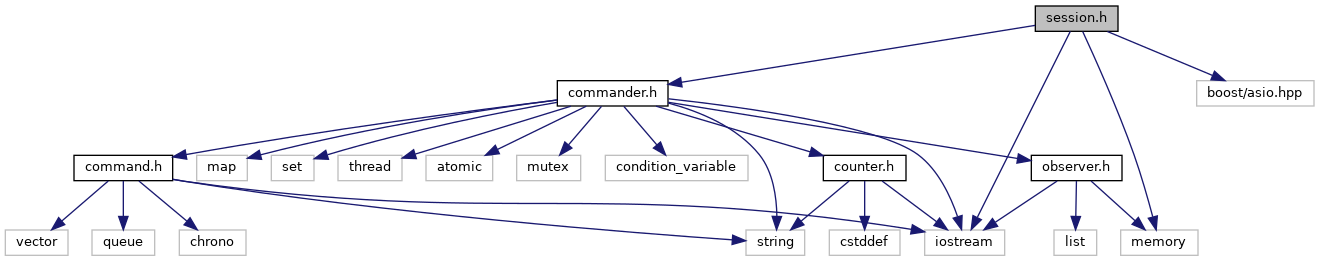 session.h
commander.h
boost/asio.hpp
command.h
map
set
thread
atomic
mutex
condition_variable
counter.h
observer.h
vector
queue
chrono
string
cstddef
iostream
list
memory